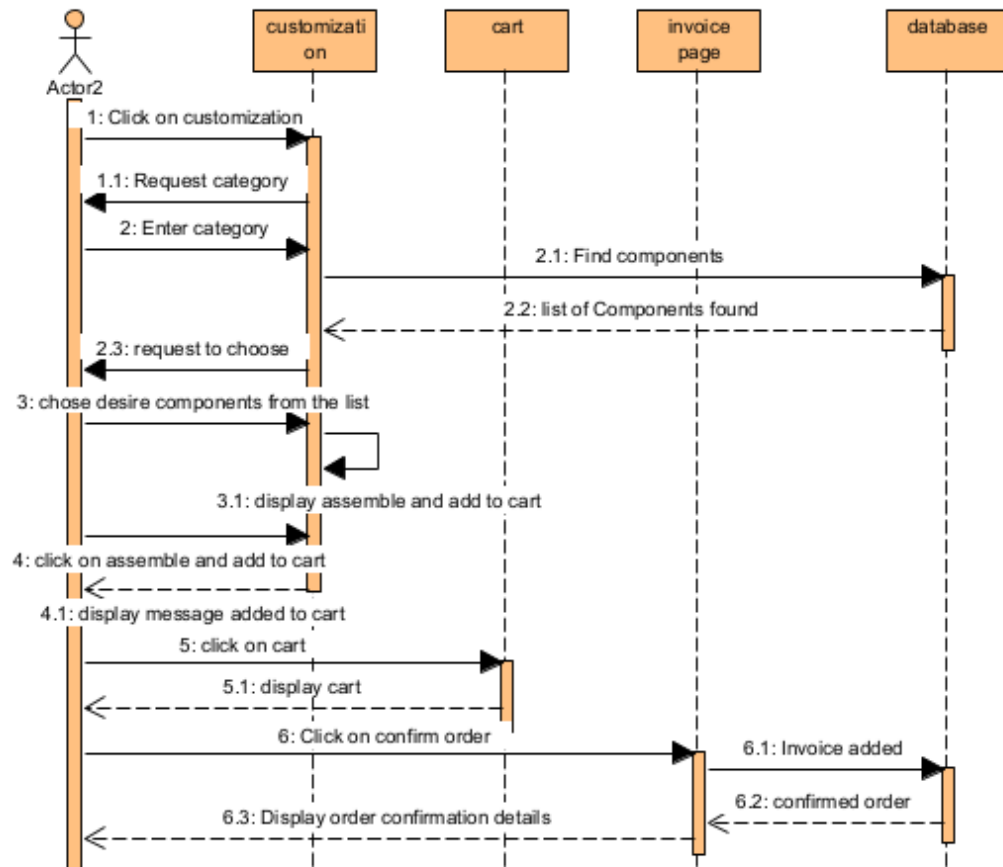 customizati
on
cart
invoice
page
database
Actor2
1: Click on customization
1.1: Request category
2: Enter category
2.1: Find components
2.2: list of Components found
2.3: request to choose
3: chose desire components from the list
3.1: display assemble and add to cart
4: click on assemble and add to cart
4.1: display message added to cart
5: click on cart
5.1: display cart
6: Click on confirm order
6.1: Invoice added
6.2: confirmed order
6.3: Display order confirmation details